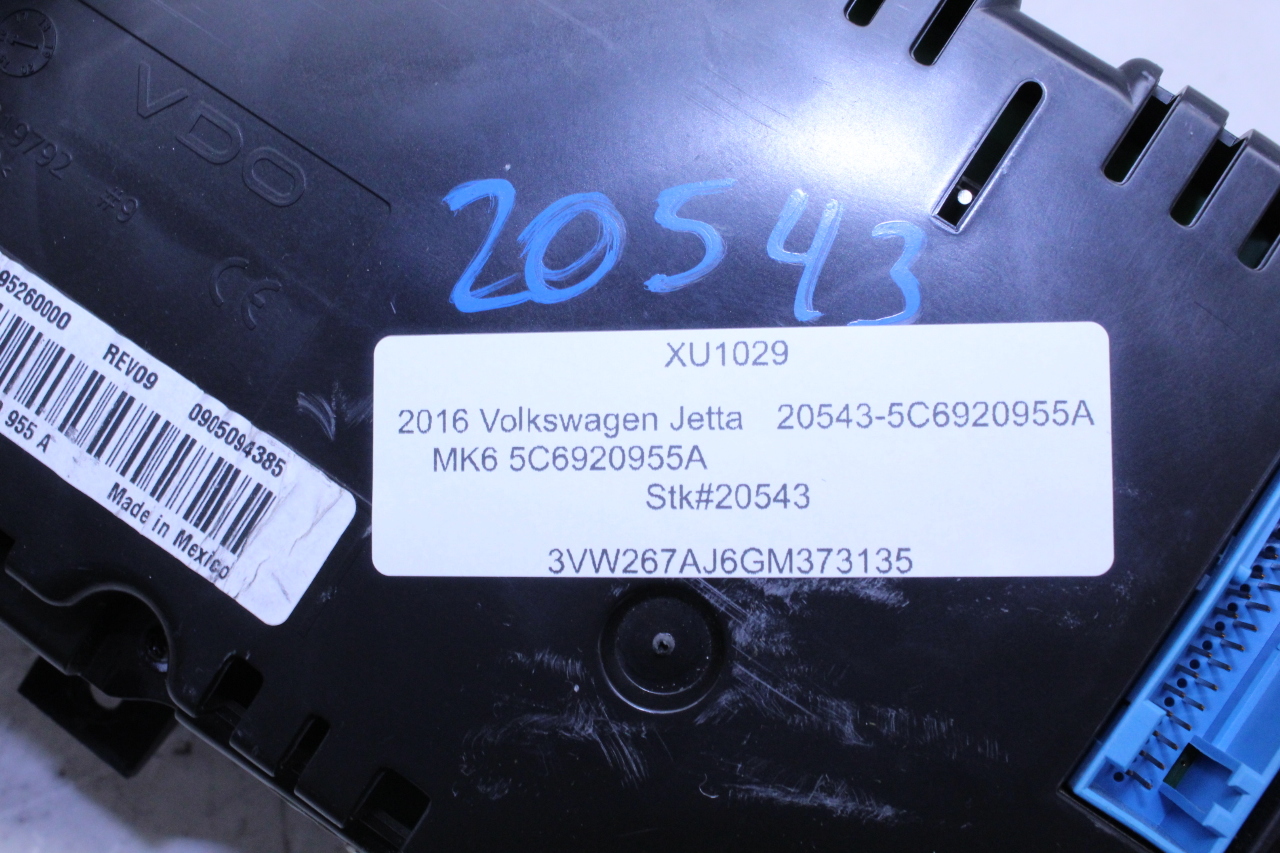 VDO
9792 #9
CE
20543
95260000
REV09
0905094385
955 A
Made in Mexico
XU1029
2016 Volkswagen Jetta 20543-5C6920955A
MK6 5C6920955A
Stk#20543
3VW267AJ6GM373135